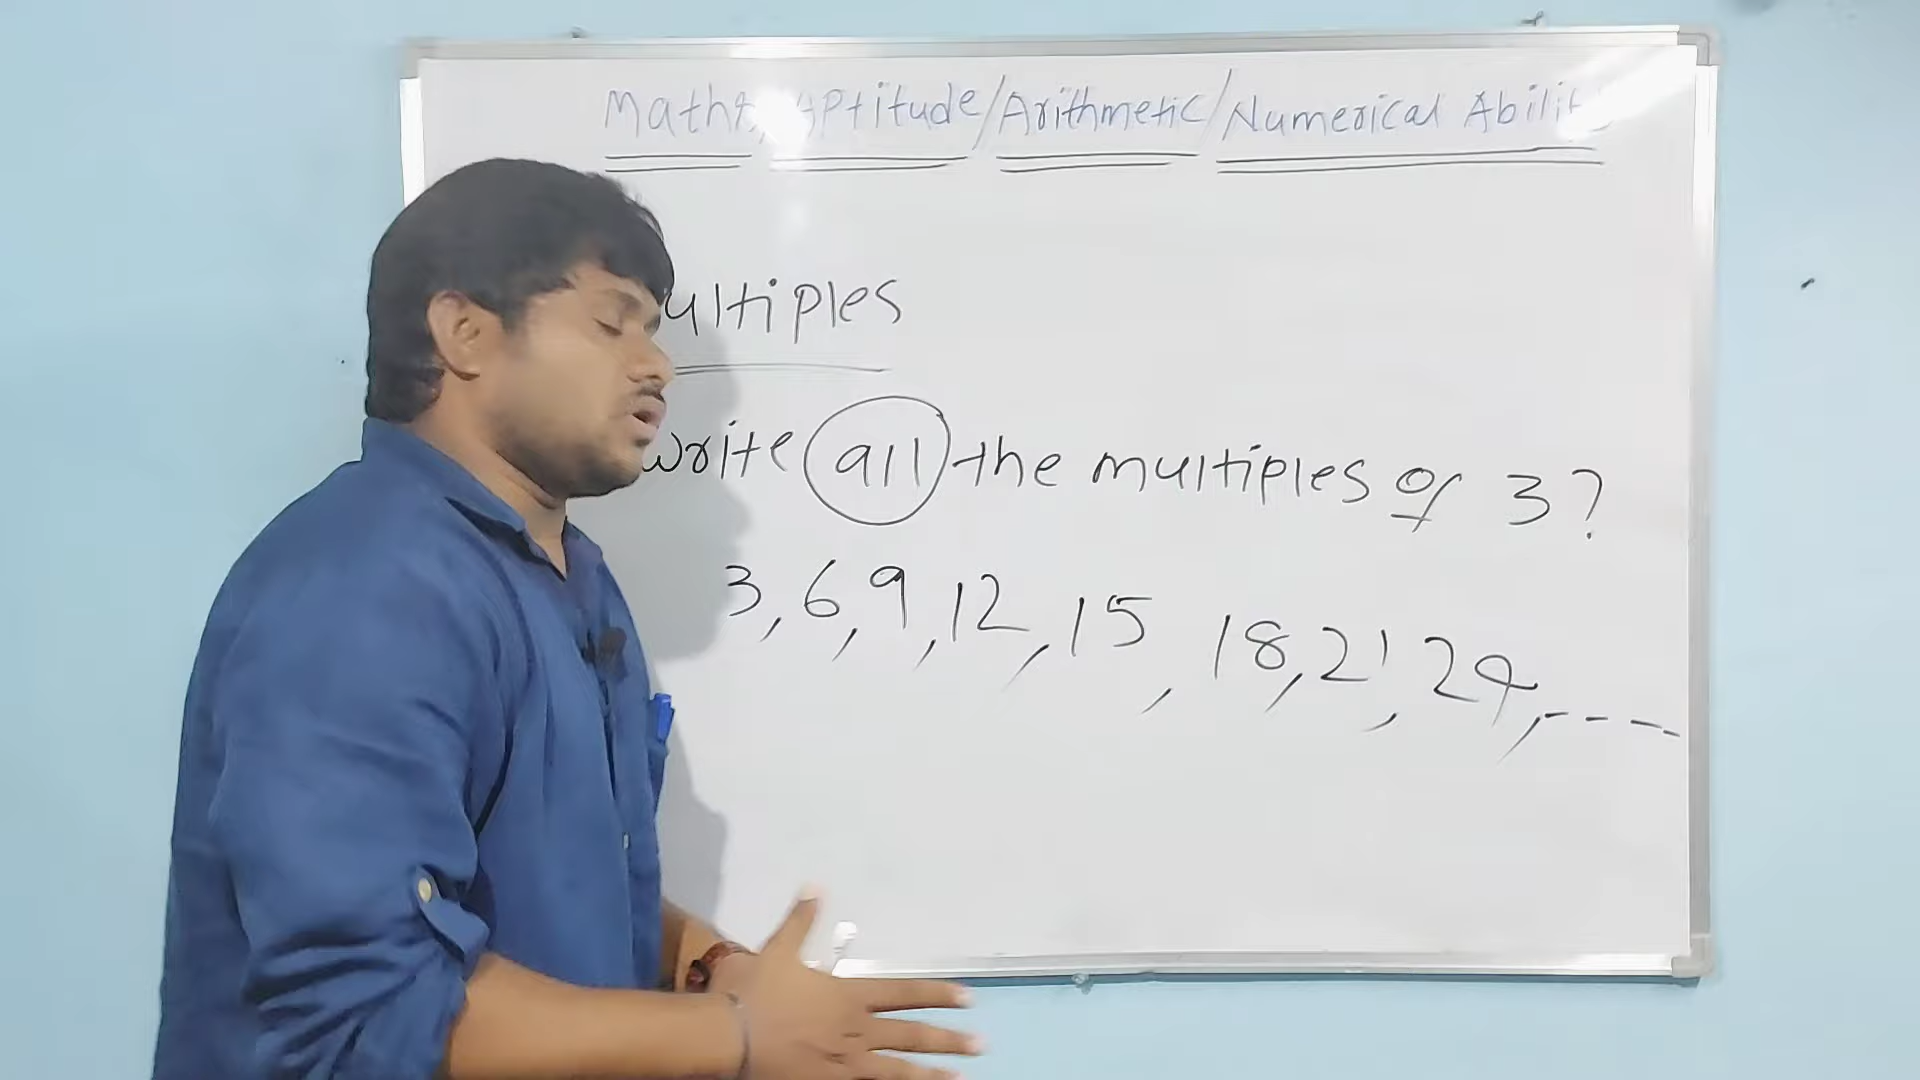 Maths/Aptitude/Arithmetic/Numerical Abilit
ultiples
write all the multiples of 3?
3, 6, 9, 12, 15, 18, 21, 24, ----